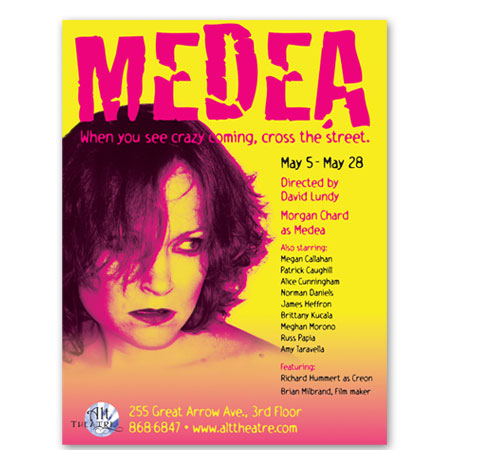 MEDEA
When you see crazy coming, cross the street.
May 5 - May 28
Directed by
David Lundy
Morgan Chard
as Medea
Also starring:
Megan Callahan
Patrick Caughill
Alice Cunningham
Norman Daniels
James Heffron
Brittany Kucala
Meghan Morono
Russ Papia
Amy Taravella
Featuring:
Richard Hummert as Creon
Brian Milbrand, Film maker
Alt
THEATRE
255 Great Arrow Ave., 3rd Floor
868-6847 • www.alttheatre.com